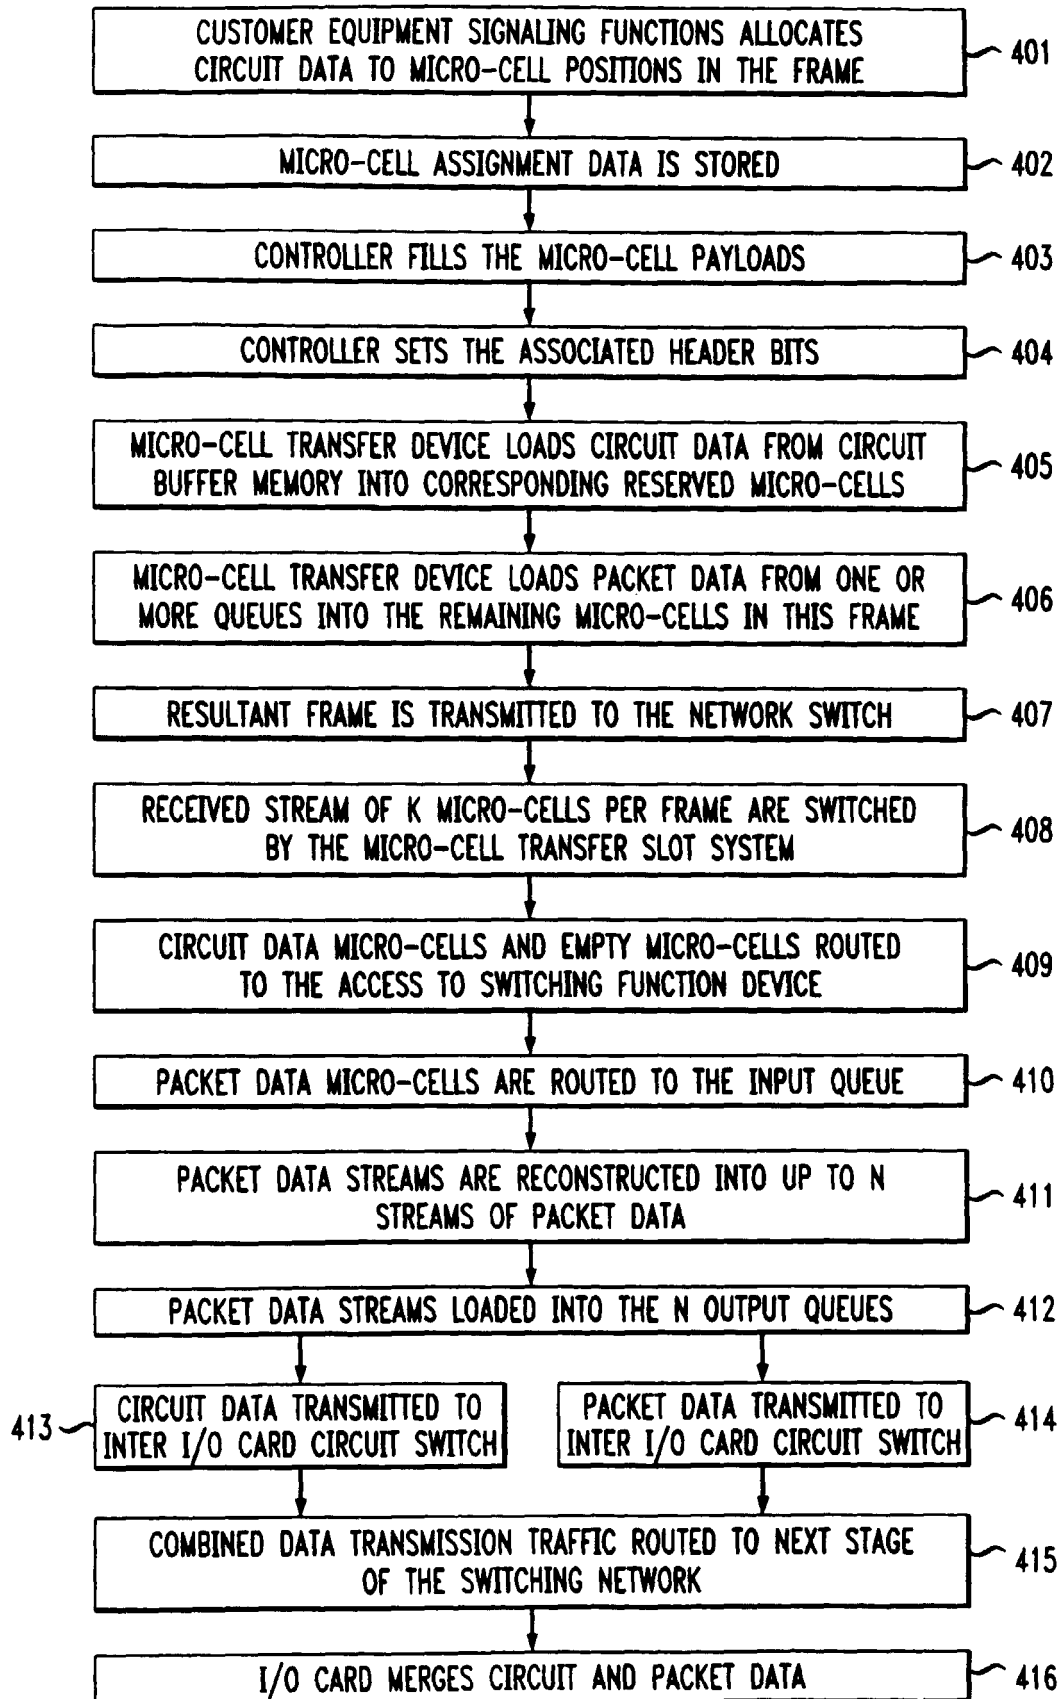 CUSTOMER EQUIPMENT SIGNALING FUNCTIONS ALLOCATES
CIRCUIT DATA TO MICRO-CELL POSITIONS IN THE FRAME
401
MICRO-CELL ASSIGNMENT DATA IS STORED
402
CONTROLLER FILLS THE MICRO-CELL PAYLOADS
403
CONTROLLER SETS THE ASSOCIATED HEADER BITS
404
MICRO-CELL TRANSFER DEVICE LOADS CIRCUIT DATA FROM CIRCUIT
BUFFER MEMORY INTO CORRESPONDING RESERVED MICRO-CELLS
405
MICRO-CELL TRANSFER DEVICE LOADS PACKET DATA FROM ONE OR
MORE QUEUES INTO THE REMAINING MICRO-CELLS IN THIS FRAME
406
RESULTANT FRAME IS TRANSMITTED TO THE NETWORK SWITCH
407
RECEIVED STREAM OF K MICRO-CELLS PER FRAME ARE SWITCHED
BY THE MICRO-CELL TRANSFER SLOT SYSTEM
408
CIRCUIT DATA MICRO-CELLS AND EMPTY MICRO-CELLS ROUTED
TO THE ACCESS TO SWITCHING FUNCTION DEVICE
409
PACKET DATA MICRO-CELLS ARE ROUTED TO THE INPUT QUEUE
410
PACKET DATA STREAMS ARE RECONSTRUCTED INTO UP TO N
STREAMS OF PACKET DATA
411
PACKET DATA STREAMS LOADED INTO THE N OUTPUT QUEUES
412
413
CIRCUIT DATA TRANSMITTED TO
INTER I/O CARD CIRCUIT SWITCH
PACKET DATA TRANSMITTED TO
INTER I/O CARD CIRCUIT SWITCH
414
COMBINED DATA TRANSMISSION TRAFFIC ROUTED TO NEXT STAGE
OF THE SWITCHING NETWORK
415
I/O CARD MERGES CIRCUIT AND PACKET DATA
416